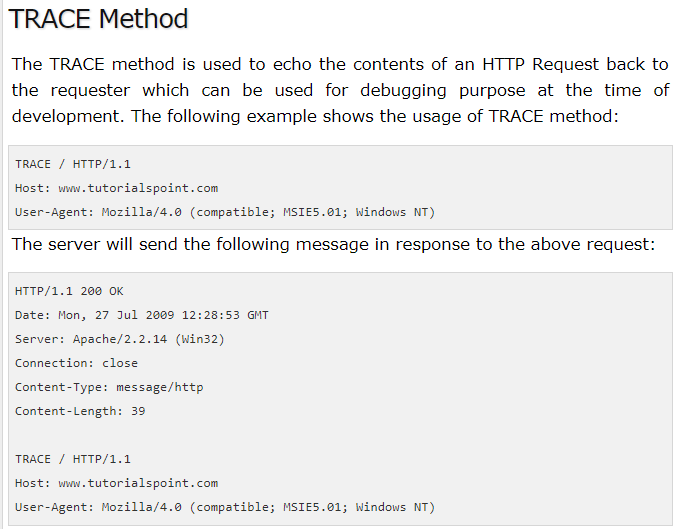 TRACE Method
The TRACE method is used to echo the contents of an HTTP Request back to
the requester which can be used for debugging purpose at the time of
development. The following example shows the usage of TRACE method:
TRACE / HTTP/1.1
Host: www.tutorialspoint.com
User-Agent: Mozilla/4.0 (compatible; MSIE5.01; Windows NT)
The server will send the following message in response to the above request:
HTTP/1.1 200 OK
Date: Mon, 27 Jul 2009 12:28:53 GMT
Server: Apache/2.2.14 (Win32)
Connection: close
Content-Type: message/http
Content-Length: 39
TRACE / HTTP/1.1
Host: www.tutorialspoint.com
User-Agent: Mozilla/4.0 (compatible; MSIE5.01; Windows NT)